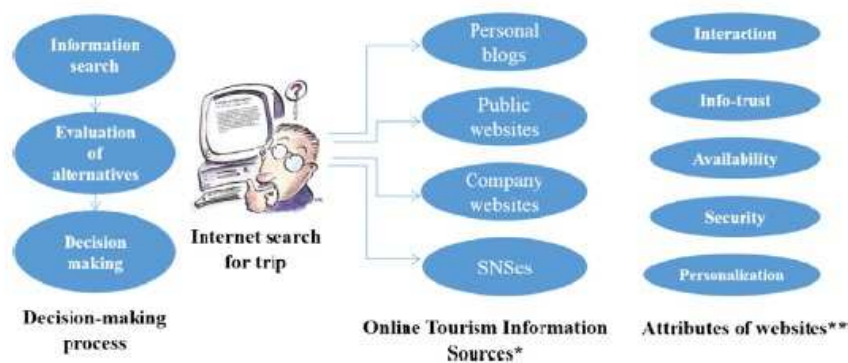 Information
search
Evaluation
of
alternatives
Decision
making
Decision-making
process
?
Internet search
for trip
Personal
blogs
Public
websites
Company
websites
SNSes
Online Tourism Information
Sources*
Interaction
Info-trust
Availability
Security
Personalization
Attributes of websites**